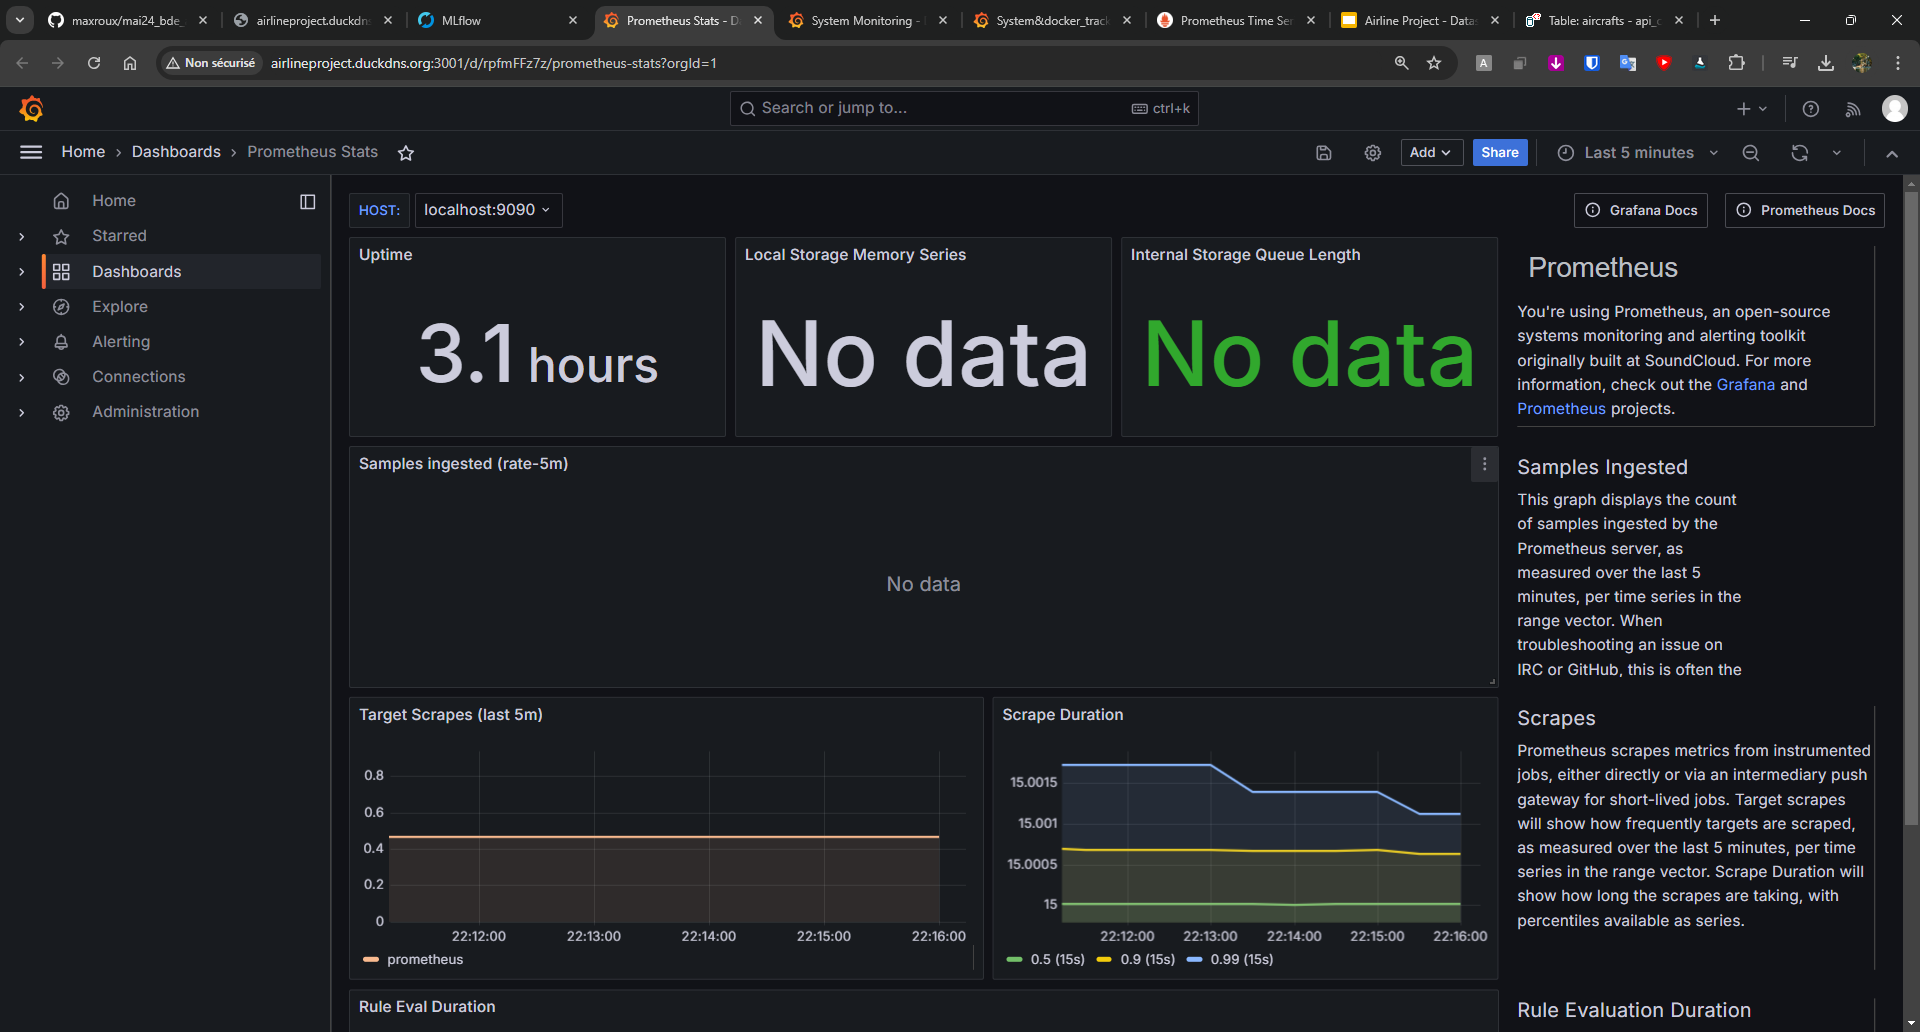 maxroux/mai24_bde_
airlineproject.duckdns
MLflow
Prometheus Stats - D
System Monitoring -
System&docker_track
Prometheus Time Ser
Airline Project - Datas
Table: aircrafts - api_
Non sécurisé
airlineproject.duckdns.org:3001/d/rpfmFFz7z/prometheus-stats?orgId=1
Search or jump to...
ctrl+k
Home › Dashboards › Prometheus Stats
Add
Share
Last 5 minutes
Home
Starred
Dashboards
Explore
Alerting
Connections
Administration
HOST:
localhost:9090
Grafana Docs
Prometheus Docs
Uptime
3.1 hours
Local Storage Memory Series
No data
Internal Storage Queue Length
No data
Prometheus
You're using Prometheus, an open-source
systems monitoring and alerting toolkit
originally built at SoundCloud. For more
information, check out the Grafana and
Prometheus projects.
Samples ingested (rate-5m)
No data
Samples Ingested
This graph displays the count
of samples ingested by the
Prometheus server, as
measured over the last 5
minutes, per time series in the
range vector. When
troubleshooting an issue on
IRC or GitHub, this is often the
Target Scrapes (last 5m)
0.8
0.6
0.4
0.2
0
22:12:00
22:13:00
22:14:00
22:15:00
22:16:00
prometheus
Scrape Duration
15.0015
15.001
15.0005
15
22:12:00
22:13:00
22:14:00
22:15:00
22:16:00
0.5 (15s)
0.9 (15s)
0.99 (15s)
Scrapes
Prometheus scrapes metrics from instrumented
jobs, either directly or via an intermediary push
gateway for short-lived jobs. Target scrapes
will show how frequently targets are scraped,
as measured over the last 5 minutes, per time
series in the range vector. Scrape Duration will
show how long the scrapes are taking, with
percentiles available as series.
Rule Eval Duration
Rule Evaluation Duration